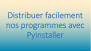 Distribuer facilement
nos programmes avec
Pyinstaller